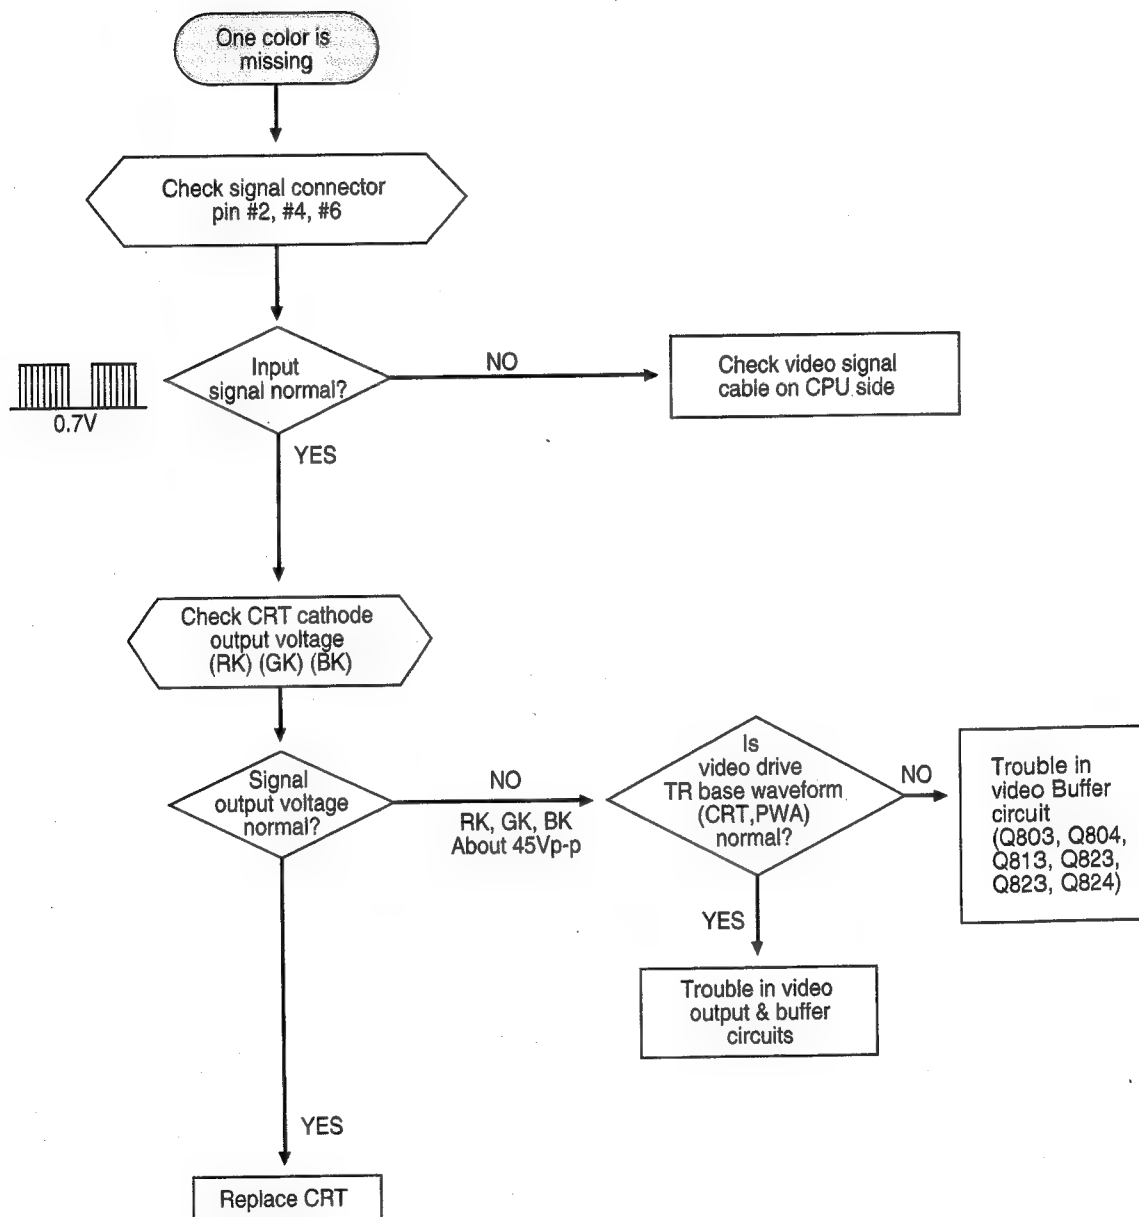 One color is
missing
Check signal connector
pin #2, #4, #6
Input
signal normal?
NO
Check video signal
cable on CPU side
0.7V
YES
Check CRT cathode
output voltage
(RK) (GK) (BK)
Signal
output voltage
normal?
NO
RK, GK, BK
About 45Vp-p
Is
video drive
TR base waveform
(CRT,PWA)
normal?
NO
Trouble in
video Buffer
circuit
(Q803, Q804,
Q813, Q823,
Q823, Q824)
YES
Trouble in video
output & buffer
circuits
YES
Replace CRT